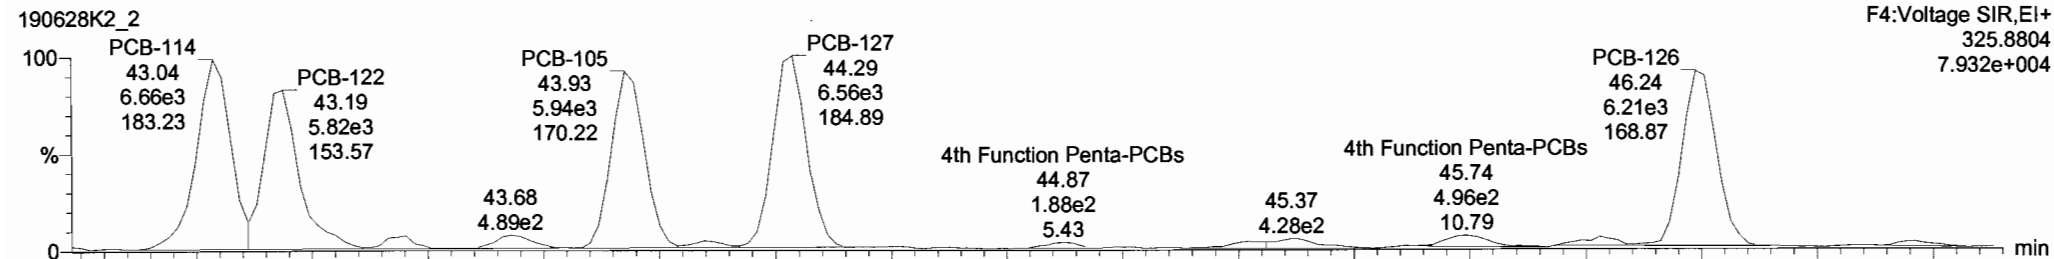 190628K2_2
F4:Voltage SIR,EI+
325.8804
7.932e+004
100
%
0
PCB-114
43.04
6.66e3
183.23
PCB-122
43.19
5.82e3
153.57
43.68
4.89e2
PCB-105
43.93
5.94e3
170.22
PCB-127
44.29
6.56e3
184.89
4th Function Penta-PCBs
44.87
1.88e2
5.43
45.37
4.28e2
4th Function Penta-PCBs
45.74
4.96e2
10.79
PCB-126
46.24
6.21e3
168.87
min